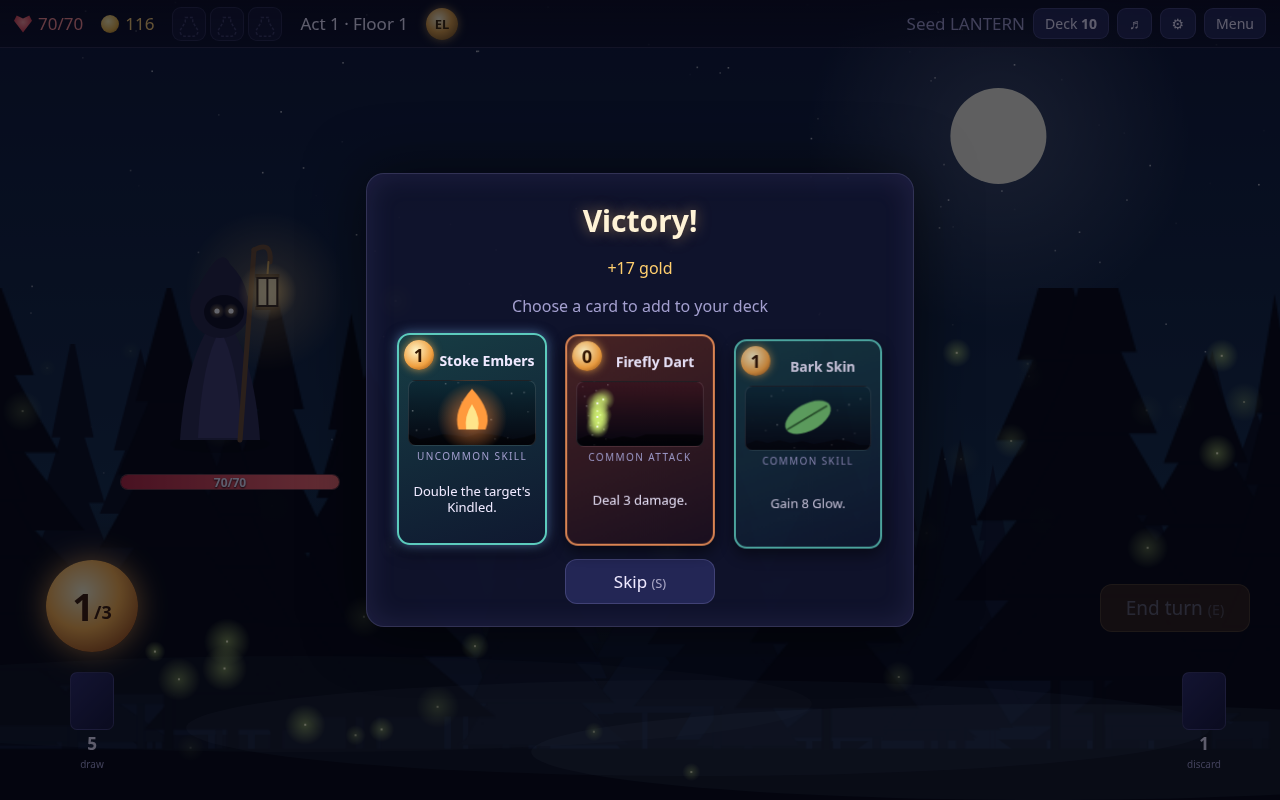 70/70
116
Act 1 · Floor 1
EL
Seed LANTERN
Deck 10
Menu
Victory!
+17 gold
Choose a card to add to your deck
1
Stoke Embers
UNCOMMON SKILL
Double the target's
Kindled.
0
Firefly Dart
COMMON ATTACK
Deal 3 damage.
1
Bark Skin
COMMON SKILL
Gain 8 Glow.
Skip (S)
70/70
1/3
End turn (E)
5
draw
1
discard